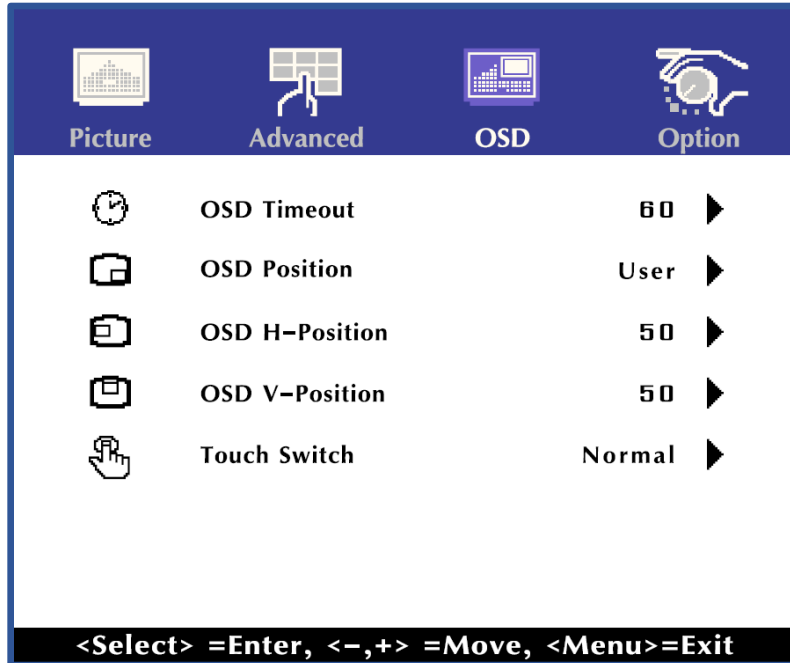 Picture Advanced OSD Option
OSD Timeout 60
OSD Position User
OSD H-Position 50
OSD V-Position 50
Touch Switch Normal
<Select> =Enter, <-,+> =Move, <Menu>=Exit